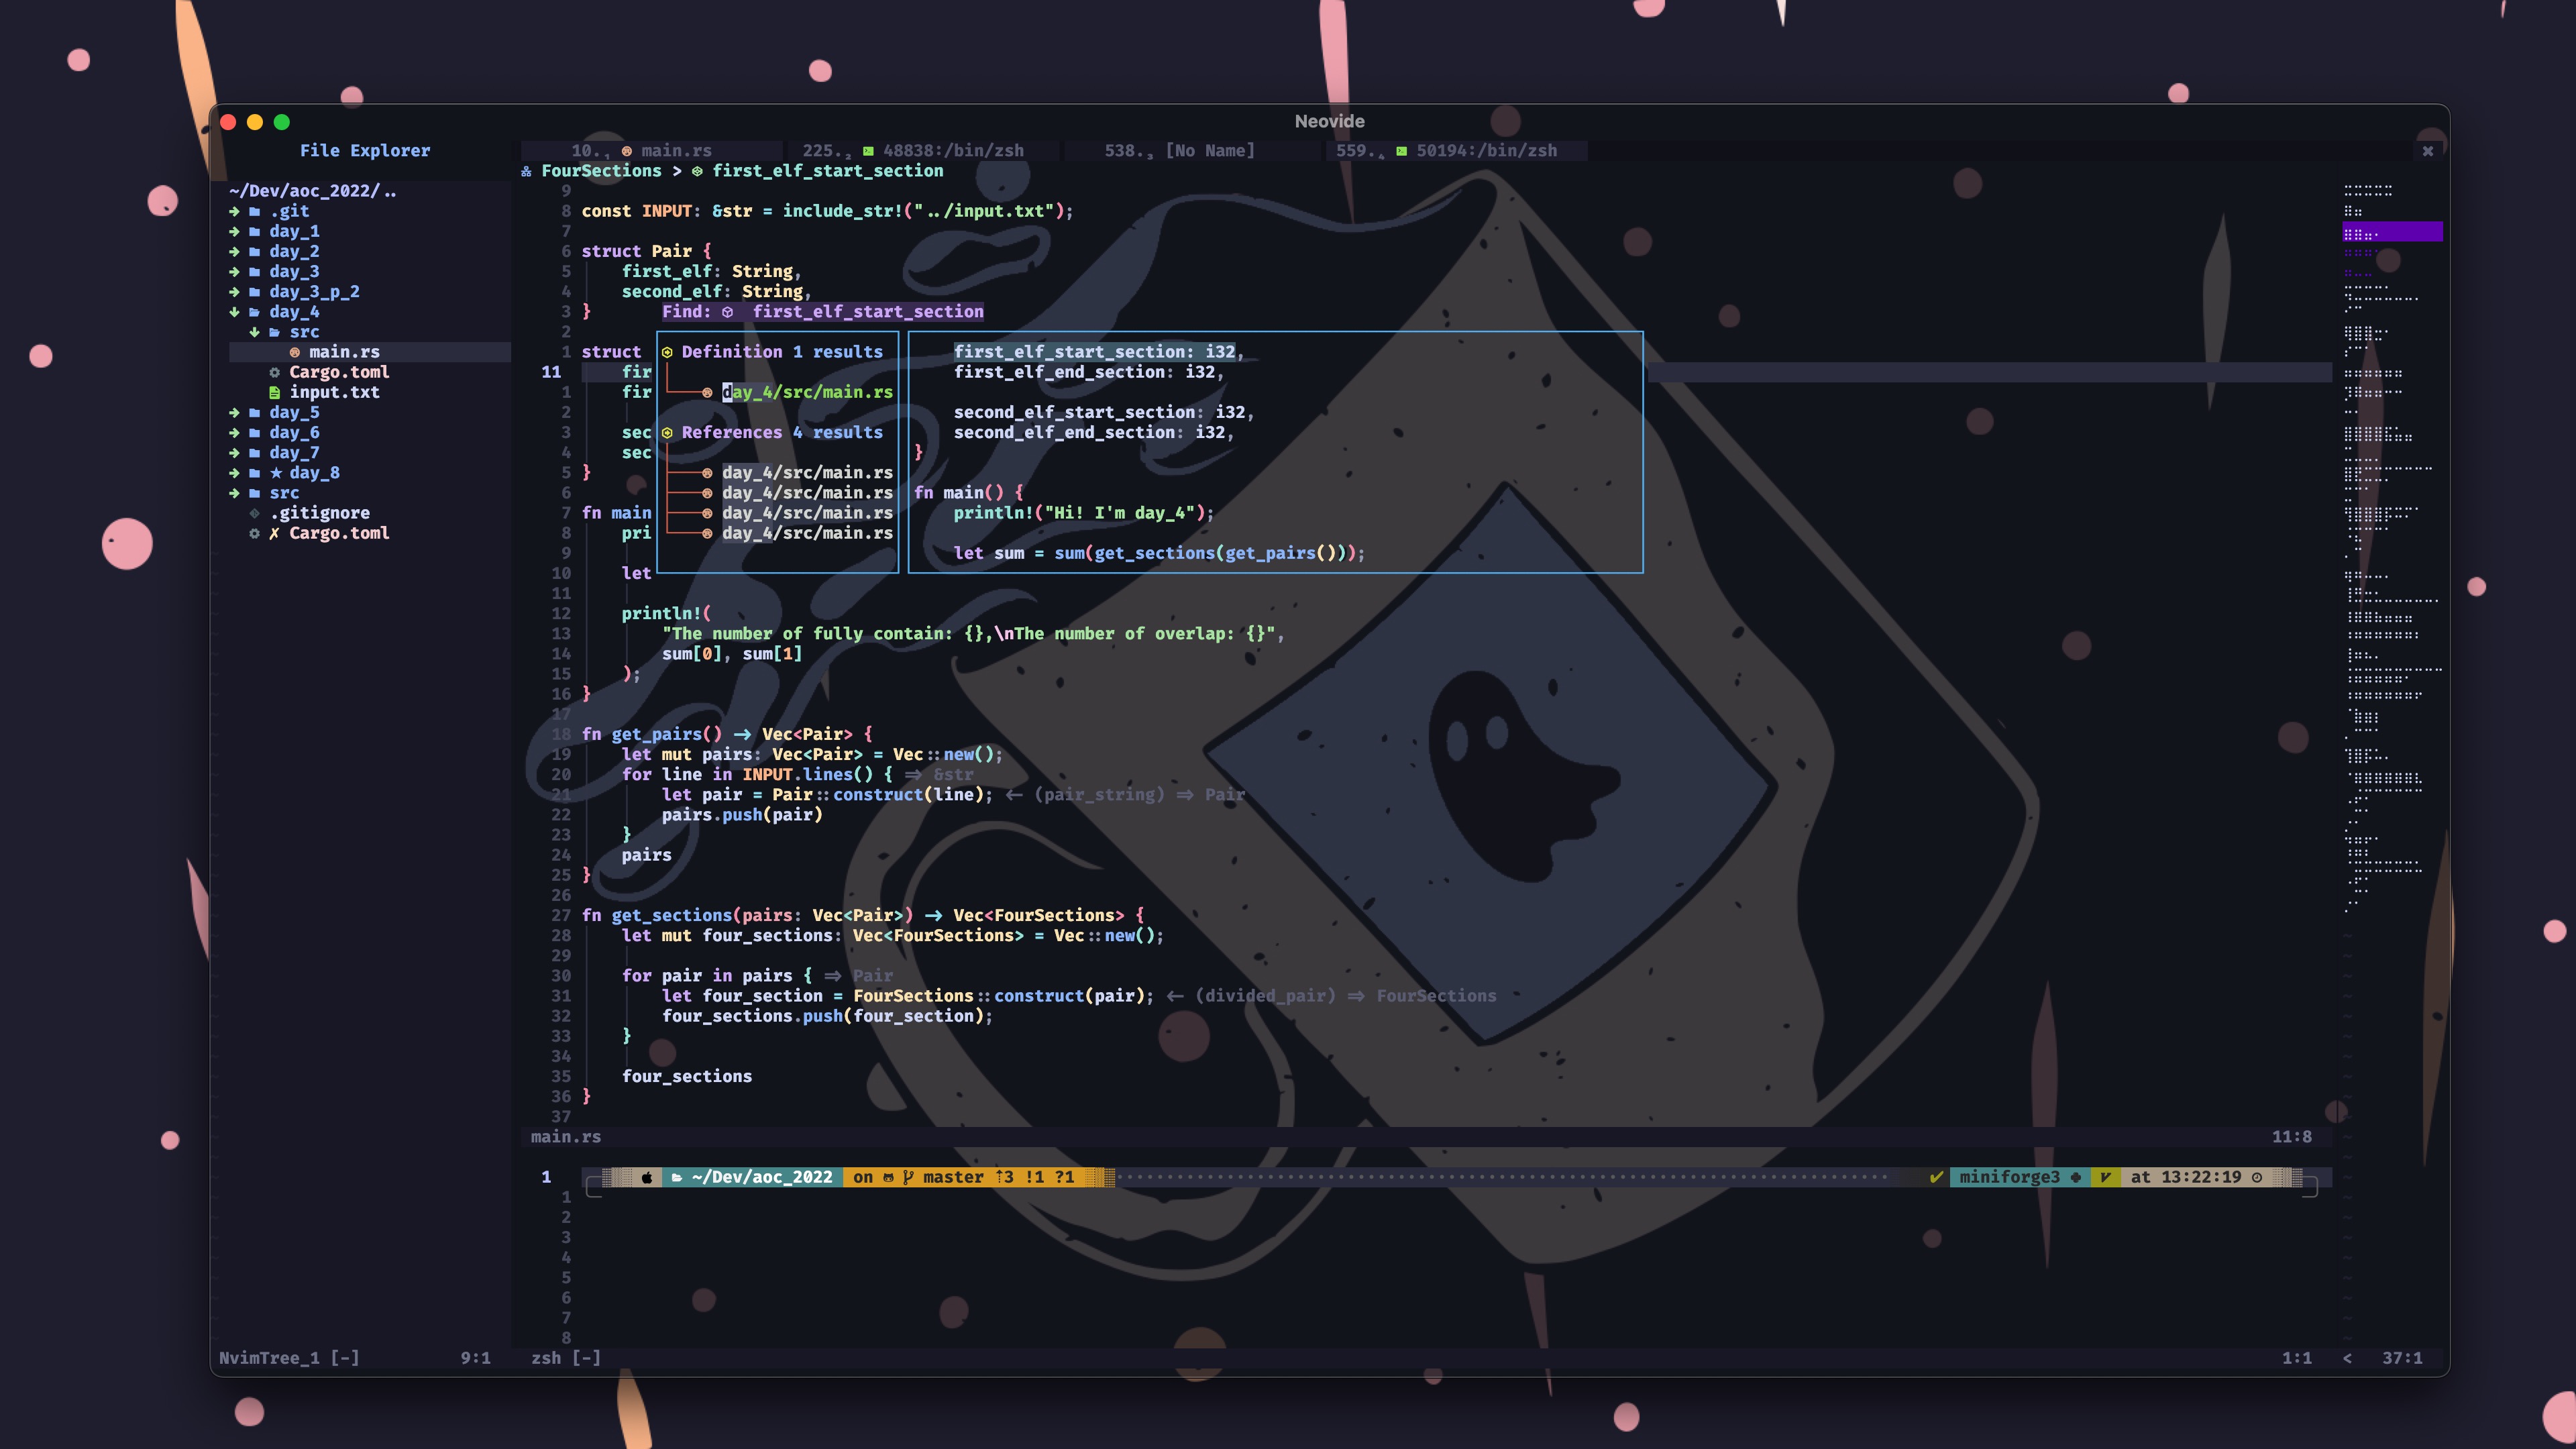 Neovide
File Explorer
10. main.rs 225. 48838:/bin/zsh 538. [No Name] 559. 50194:/bin/zsh
FourSections > first_elf_start_section
~/Dev/aoc_2022/..
.git
day_1
day_2
day_3
day_3_p_2
day_4
src
main.rs
Cargo.toml
input.txt
day_5
day_6
day_7
★ day_8
src
.gitignore
✗ Cargo.toml
9
8 const INPUT: &str = include_str!("../input.txt");
7
6 struct Pair {
5 first_elf: String,
4 second_elf: String,
3 }
2
1 struct
11 fir
1 fir
2
3 sec
4 sec
5 }
6
7 fn main
8 pri
9
10 let
11
12 println!(
13 "The number of fully contain: {},\nThe number of overlap: {}",
14 sum[0], sum[1]
15 );
16 }
17
18 fn get_pairs() → Vec<Pair> {
19 let mut pairs: Vec<Pair> = Vec::new();
20 for line in INPUT.lines() { ⇒ &str
21 let pair = Pair::construct(line); ← (pair_string) ⇒ Pair
22 pairs.push(pair)
23 }
24 pairs
25 }
26
27 fn get_sections(pairs: Vec<Pair>) → Vec<FourSections> {
28 let mut four_sections: Vec<FourSections> = Vec::new();
29
30 for pair in pairs { ⇒ Pair
31 let four_section = FourSections::construct(pair); ← (divided_pair) ⇒ FourSections
32 four_sections.push(four_section);
33 }
34
35 four_sections
36 }
37
Find: first_elf_start_section
Definition 1 results
day_4/src/main.rs
References 4 results
day_4/src/main.rs
day_4/src/main.rs
day_4/src/main.rs
day_4/src/main.rs
first_elf_start_section: i32,
first_elf_end_section: i32,
second_elf_start_section: i32,
second_elf_end_section: i32,
}
fn main() {
println!("Hi! I'm day_4");
let sum = sum(get_sections(get_pairs()));
main.rs 11:8
1 ~/Dev/aoc_2022 on master ⇡3 !1 ?1 ✔ miniforge3 at 13:22:19
1
2
3
4
5
6
7
8
NvimTree_1 [-] 9:1 zsh [-] 1:1 < 37:1